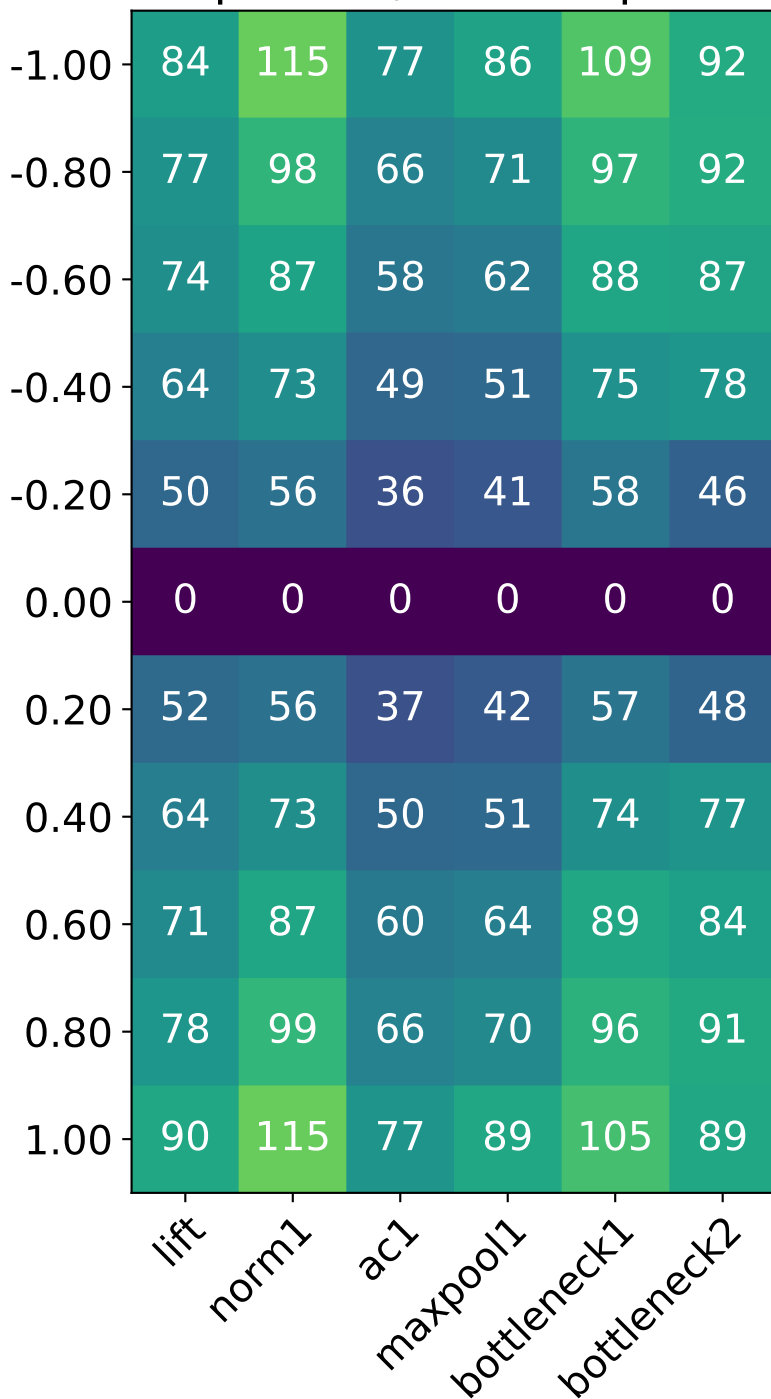 -1.00 84 115 77 86 109 92
-0.80 77 98 66 71 97 92
-0.60 74 87 58 62 88 87
-0.40 64 73 49 51 75 78
-0.20 50 56 36 41 58 46
0.00 0 0 0 0 0 0
0.20 52 56 37 42 57 48
0.40 64 73 50 51 74 77
0.60 71 87 60 64 89 84
0.80 78 99 66 70 96 91
1.00 90 115 77 89 105 89
lift norm1 ac1 maxpool1 bottleneck1 bottleneck2